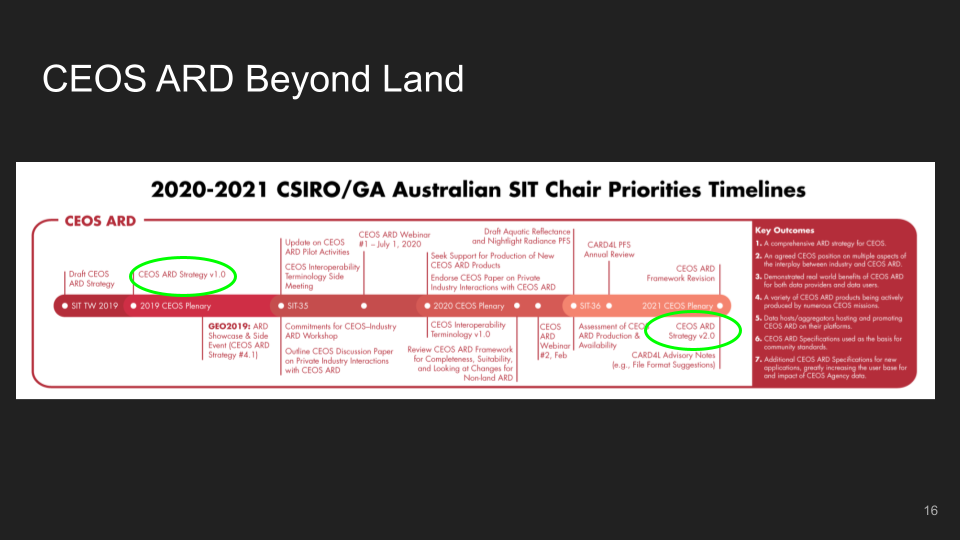 CEOS ARD Beyond Land
2020-2021 CSIRO/GA Australian SIT Chair Priorities Timelines
CEOS ARD
Draft CEOS
ARD Strategy
CEOS ARD Strategy v1.0
Update on CEOS
ARD Pilot Activities
CEOS Interoperability
Terminology Side
Meeting
CEOS ARD Webinar
#1 – July 1, 2020
Draft Aquatic Reflectance
and Nightlight Radiance PFS
Seek Support for Production of New
CEOS ARD Products
Endorse CEOS Paper on Private
Industry Interactions with CEOS ARD
CARD4L PFS
Annual Review
CEOS ARD
Framework Revision
SIT TW 2019
2019 CEOS Plenary
SIT-35
2020 CEOS Plenary
SIT-36
2021 CEOS Plenary
GEO2019: ARD
Showcase & Side
Event (CEOS ARD
Strategy #4.1)
Commitments for CEOS–Industry
ARD Workshop
Outline CEOS Discussion Paper
on Private Industry Interactions
with CEOS ARD
CEOS Interoperability
Terminology v1.0
Review CEOS ARD Framework
for Completeness, Suitability,
and Looking at Changes for
Non-land ARD
CEOS
ARD
Webinar
#2, Feb
Assessment of CEOS
ARD Production &
Availability
CEOS ARD
Strategy v2.0
CARD4L Advisory Notes
(e.g., File Format Suggestions)
Key Outcomes
1. A comprehensive ARD strategy for CEOS.
2. An agreed CEOS position on multiple aspects of
the interplay between industry and CEOS ARD.
3. Demonstrated real world benefits of CEOS ARD
for both data providers and data users.
4. A variety of CEOS ARD products being actively
produced by numerous CEOS missions.
5. Data hosts/aggregators hosting and promoting
CEOS ARD on their platforms.
6. CEOS ARD Specifications used as the basis for
community standards.
7. Additional CEOS ARD Specifications for new
applications, greatly increasing the user base for
and impact of CEOS Agency data.
16